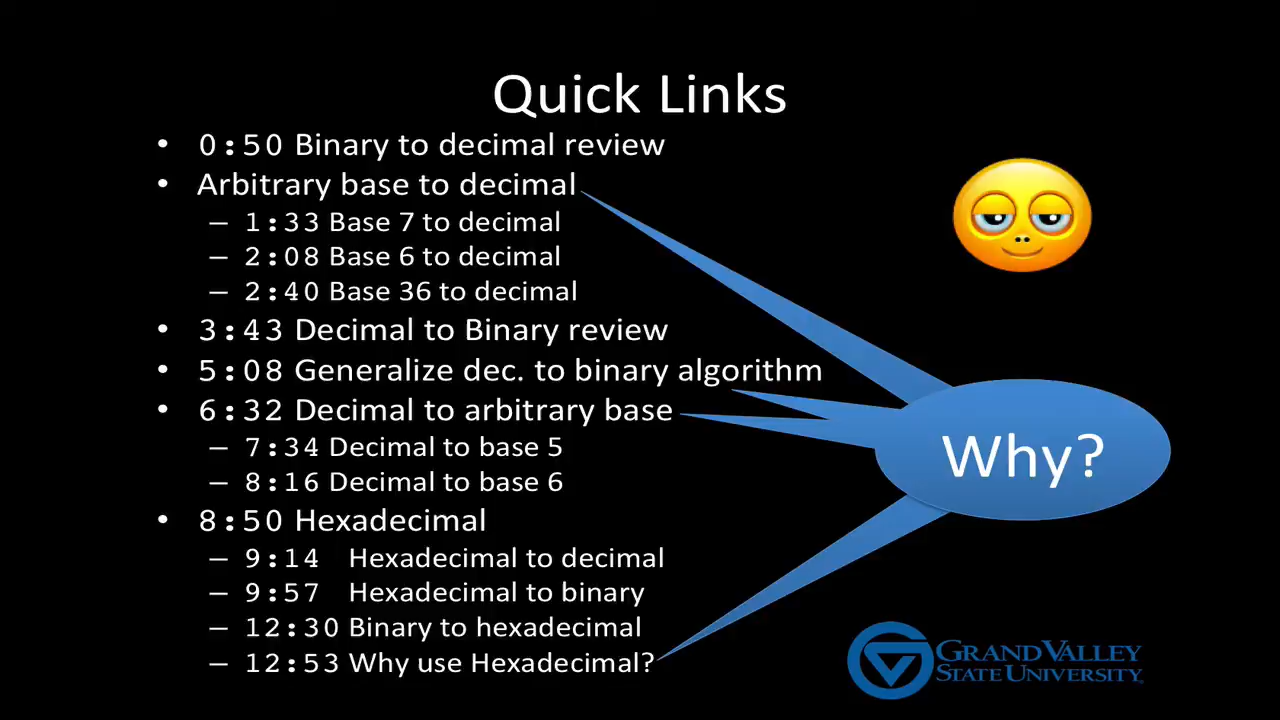 Quick Links
• 0:50 Binary to decimal review
• Arbitrary base to decimal
– 1:33 Base 7 to decimal
– 2:08 Base 6 to decimal
– 2:40 Base 36 to decimal
• 3:43 Decimal to Binary review
• 5:08 Generalize dec. to binary algorithm
• 6:32 Decimal to arbitrary base
– 7:34 Decimal to base 5
– 8:16 Decimal to base 6
• 8:50 Hexadecimal
– 9:14 Hexadecimal to decimal
– 9:57 Hexadecimal to binary
– 12:30 Binary to hexadecimal
– 12:53 Why use Hexadecimal?
Why?
GRAND VALLEY
STATE UNIVERSITY